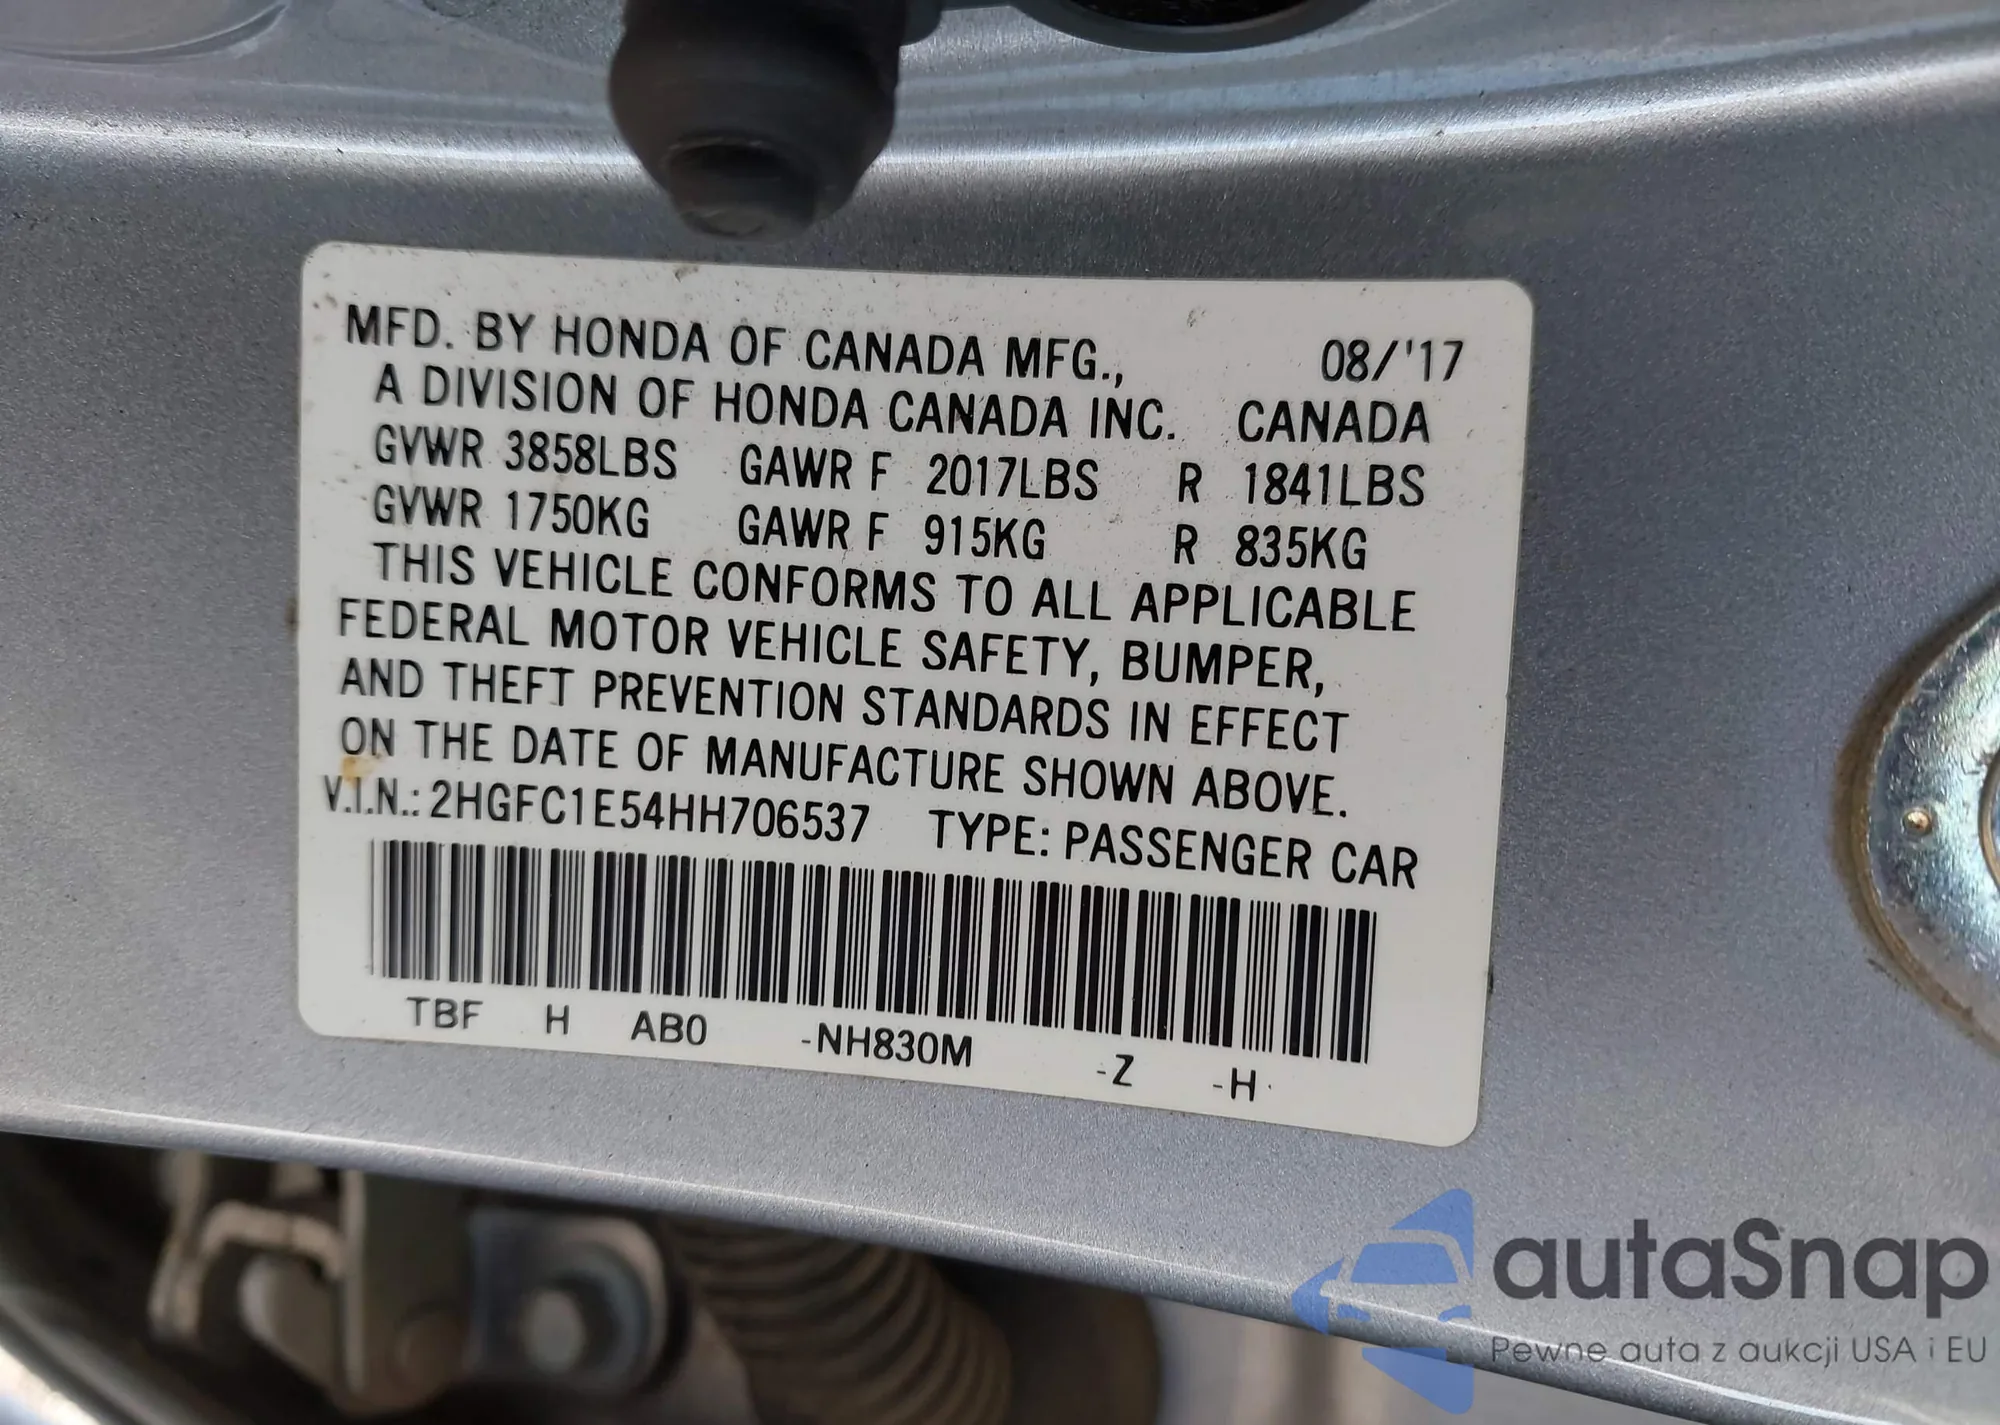 MFD. BY HONDA OF CANADA MFG., 08/'17
A DIVISION OF HONDA CANADA INC. CANADA
GVWR 3858LBS GAWR F 2017LBS R 1841LBS
GVWR 1750KG GAWR F 915KG R 835KG
THIS VEHICLE CONFORMS TO ALL APPLICABLE
FEDERAL MOTOR VEHICLE SAFETY, BUMPER,
AND THEFT PREVENTION STANDARDS IN EFFECT
ON THE DATE OF MANUFACTURE SHOWN ABOVE.
V.I.N.: 2HGFC1E54HH706537 TYPE: PASSENGER CAR
TBF H AB0 -NH830M -Z -H
autaSnap
Pewne auta z aukcji USA i EU